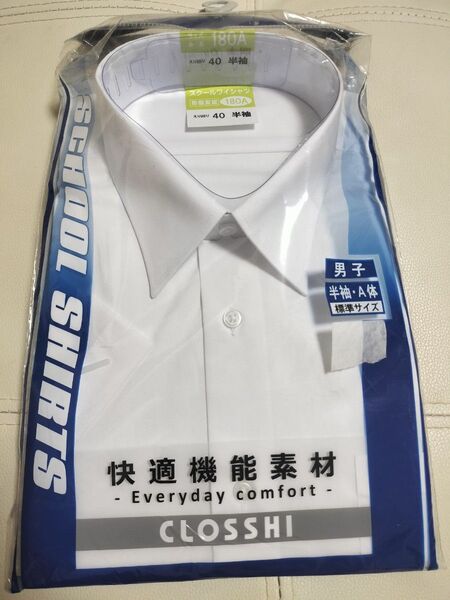 180A
40 半袖
スクールワイシャツ
180A
40 半袖
SCHOOL SHIRTS
男子
半袖・A体
標準サイズ
快適機能素材
- Everyday comfort -
CLOSSHI